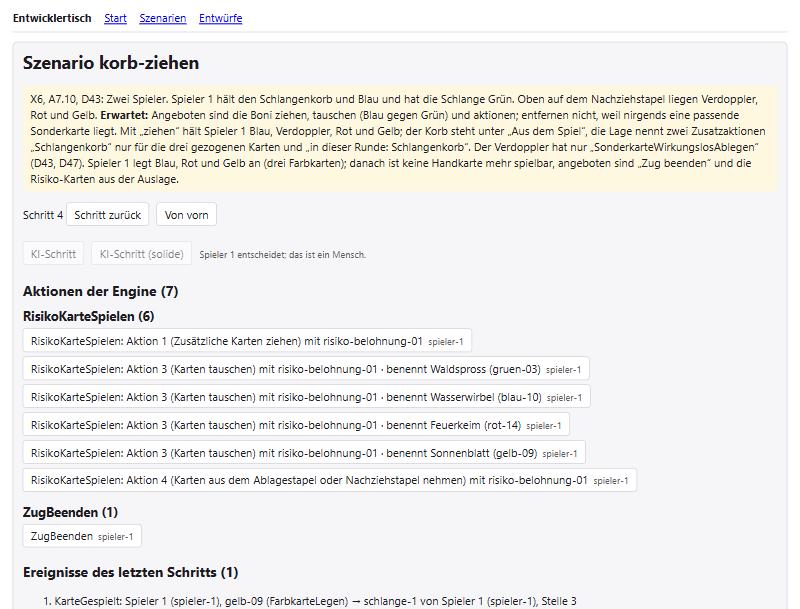 Entwicklertisch Start Szenarien Entwürfe
Szenario korb-ziehen
X6, A7.10, D43: Zwei Spieler. Spieler 1 hält den Schlangenkorb und Blau und hat die Schlange Grün. Oben auf dem Nachziehstapel liegen Verdoppler,
Rot und Gelb. Erwartet: Angeboten sind die Boni ziehen, tauschen (Blau gegen Grün) und aktionen; entfernen nicht, weil nirgends eine passende
Sonderkarte liegt. Mit „ziehen“ hält Spieler 1 Blau, Verdoppler, Rot und Gelb; der Korb steht unter „Aus dem Spiel“, die Lage nennt zwei Zusatzaktionen
„Schlangenkorb“ nur für die drei gezogenen Karten und „in dieser Runde: Schlangenkorb“. Der Verdoppler hat nur „SonderkarteWirkungslosAblegen“
(D43, D47). Spieler 1 legt Blau, Rot und Gelb an (drei Farbkarten); danach ist keine Handkarte mehr spielbar, angeboten sind „Zug beenden“ und die
Risiko-Karten aus der Auslage.
Schritt 4 Schritt zurück Von vorn
KI-Schritt KI-Schritt (solide) Spieler 1 entscheidet; das ist ein Mensch.
Aktionen der Engine (7)
RisikoKarteSpielen (6)
RisikoKarteSpielen: Aktion 1 (Zusätzliche Karten ziehen) mit risiko-belohnung-01 spieler-1
RisikoKarteSpielen: Aktion 3 (Karten tauschen) mit risiko-belohnung-01 · benennt Waldspross (gruen-03) spieler-1
RisikoKarteSpielen: Aktion 3 (Karten tauschen) mit risiko-belohnung-01 · benennt Wasserwirbel (blau-10) spieler-1
RisikoKarteSpielen: Aktion 3 (Karten tauschen) mit risiko-belohnung-01 · benennt Feuerkeim (rot-14) spieler-1
RisikoKarteSpielen: Aktion 3 (Karten tauschen) mit risiko-belohnung-01 · benennt Sonnenblatt (gelb-09) spieler-1
RisikoKarteSpielen: Aktion 4 (Karten aus dem Ablagestapel oder Nachziehstapel nehmen) mit risiko-belohnung-01 spieler-1
ZugBeenden (1)
ZugBeenden spieler-1
Ereignisse des letzten Schritts (1)
1. KarteGespielt: Spieler 1 (spieler-1), gelb-09 (FarbkarteLegen) → schlange-1 von Spieler 1 (spieler-1), Stelle 3